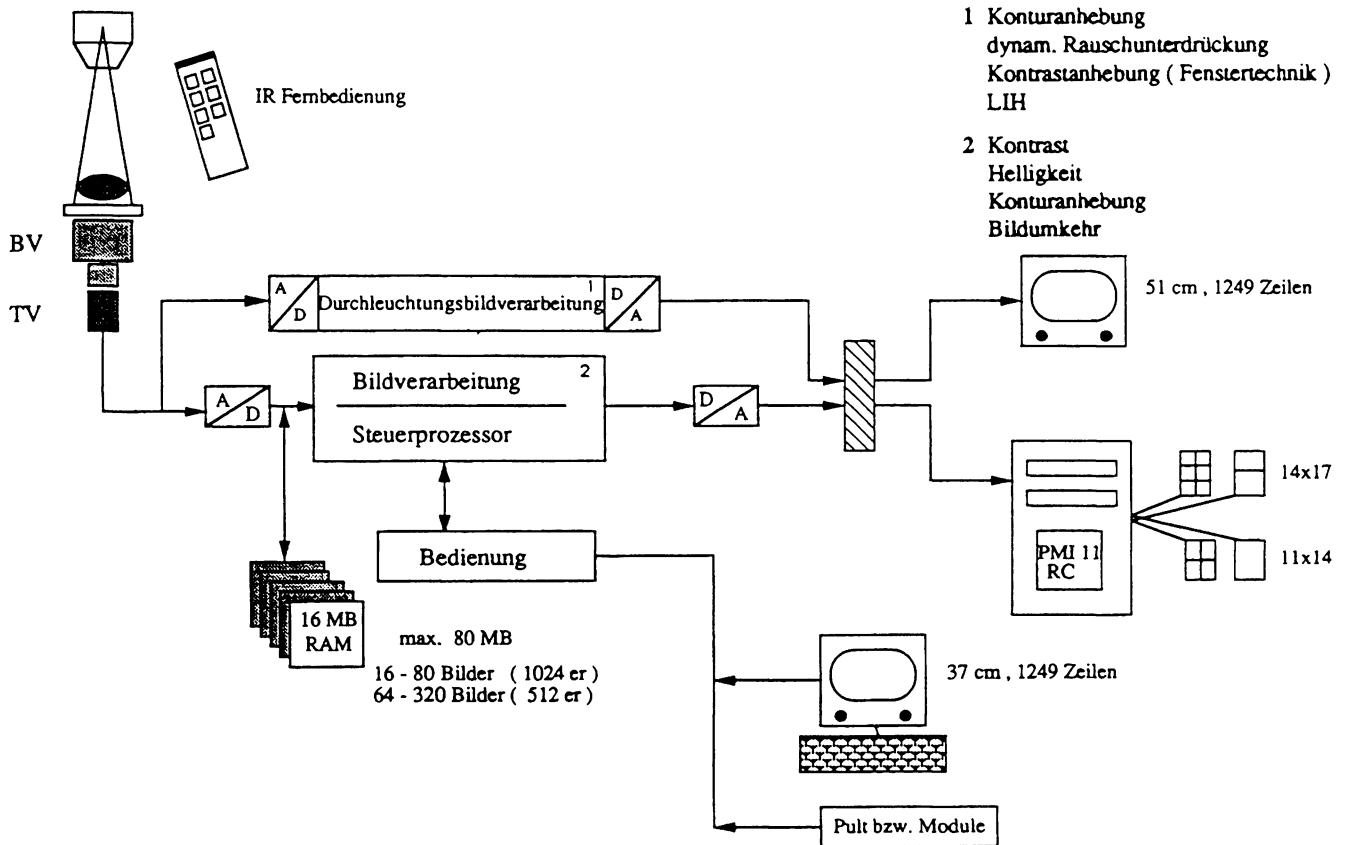 1 Konturanhebung
dynam. Rauschunterdrückung
Kontrastanhebung ( Fenstertechnik )
LIH
2 Kontrast
Helligkeit
Konturanhebung
Bildumkehr
IR Fernbedienung
BV
TV
A
D
Durchleuchtungsbildverarbeitung
1
D
A
51 cm , 1249 Zeilen
A
D
Bildverarbeitung
2
Steuerprozessor
D
A
Bedienung
PMI 11
RC
14x17
11x14
16 MB
RAM
max. 80 MB
16 - 80 Bilder ( 1024 er )
64 - 320 Bilder ( 512 er )
37 cm , 1249 Zeilen
Pult bzw. Module